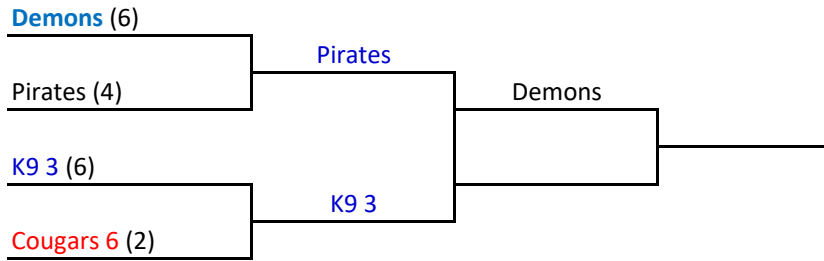 Demons (6)
Pirates
Pirates (4)
Demons
K9 3 (6)
K9 3
Cougars 6 (2)